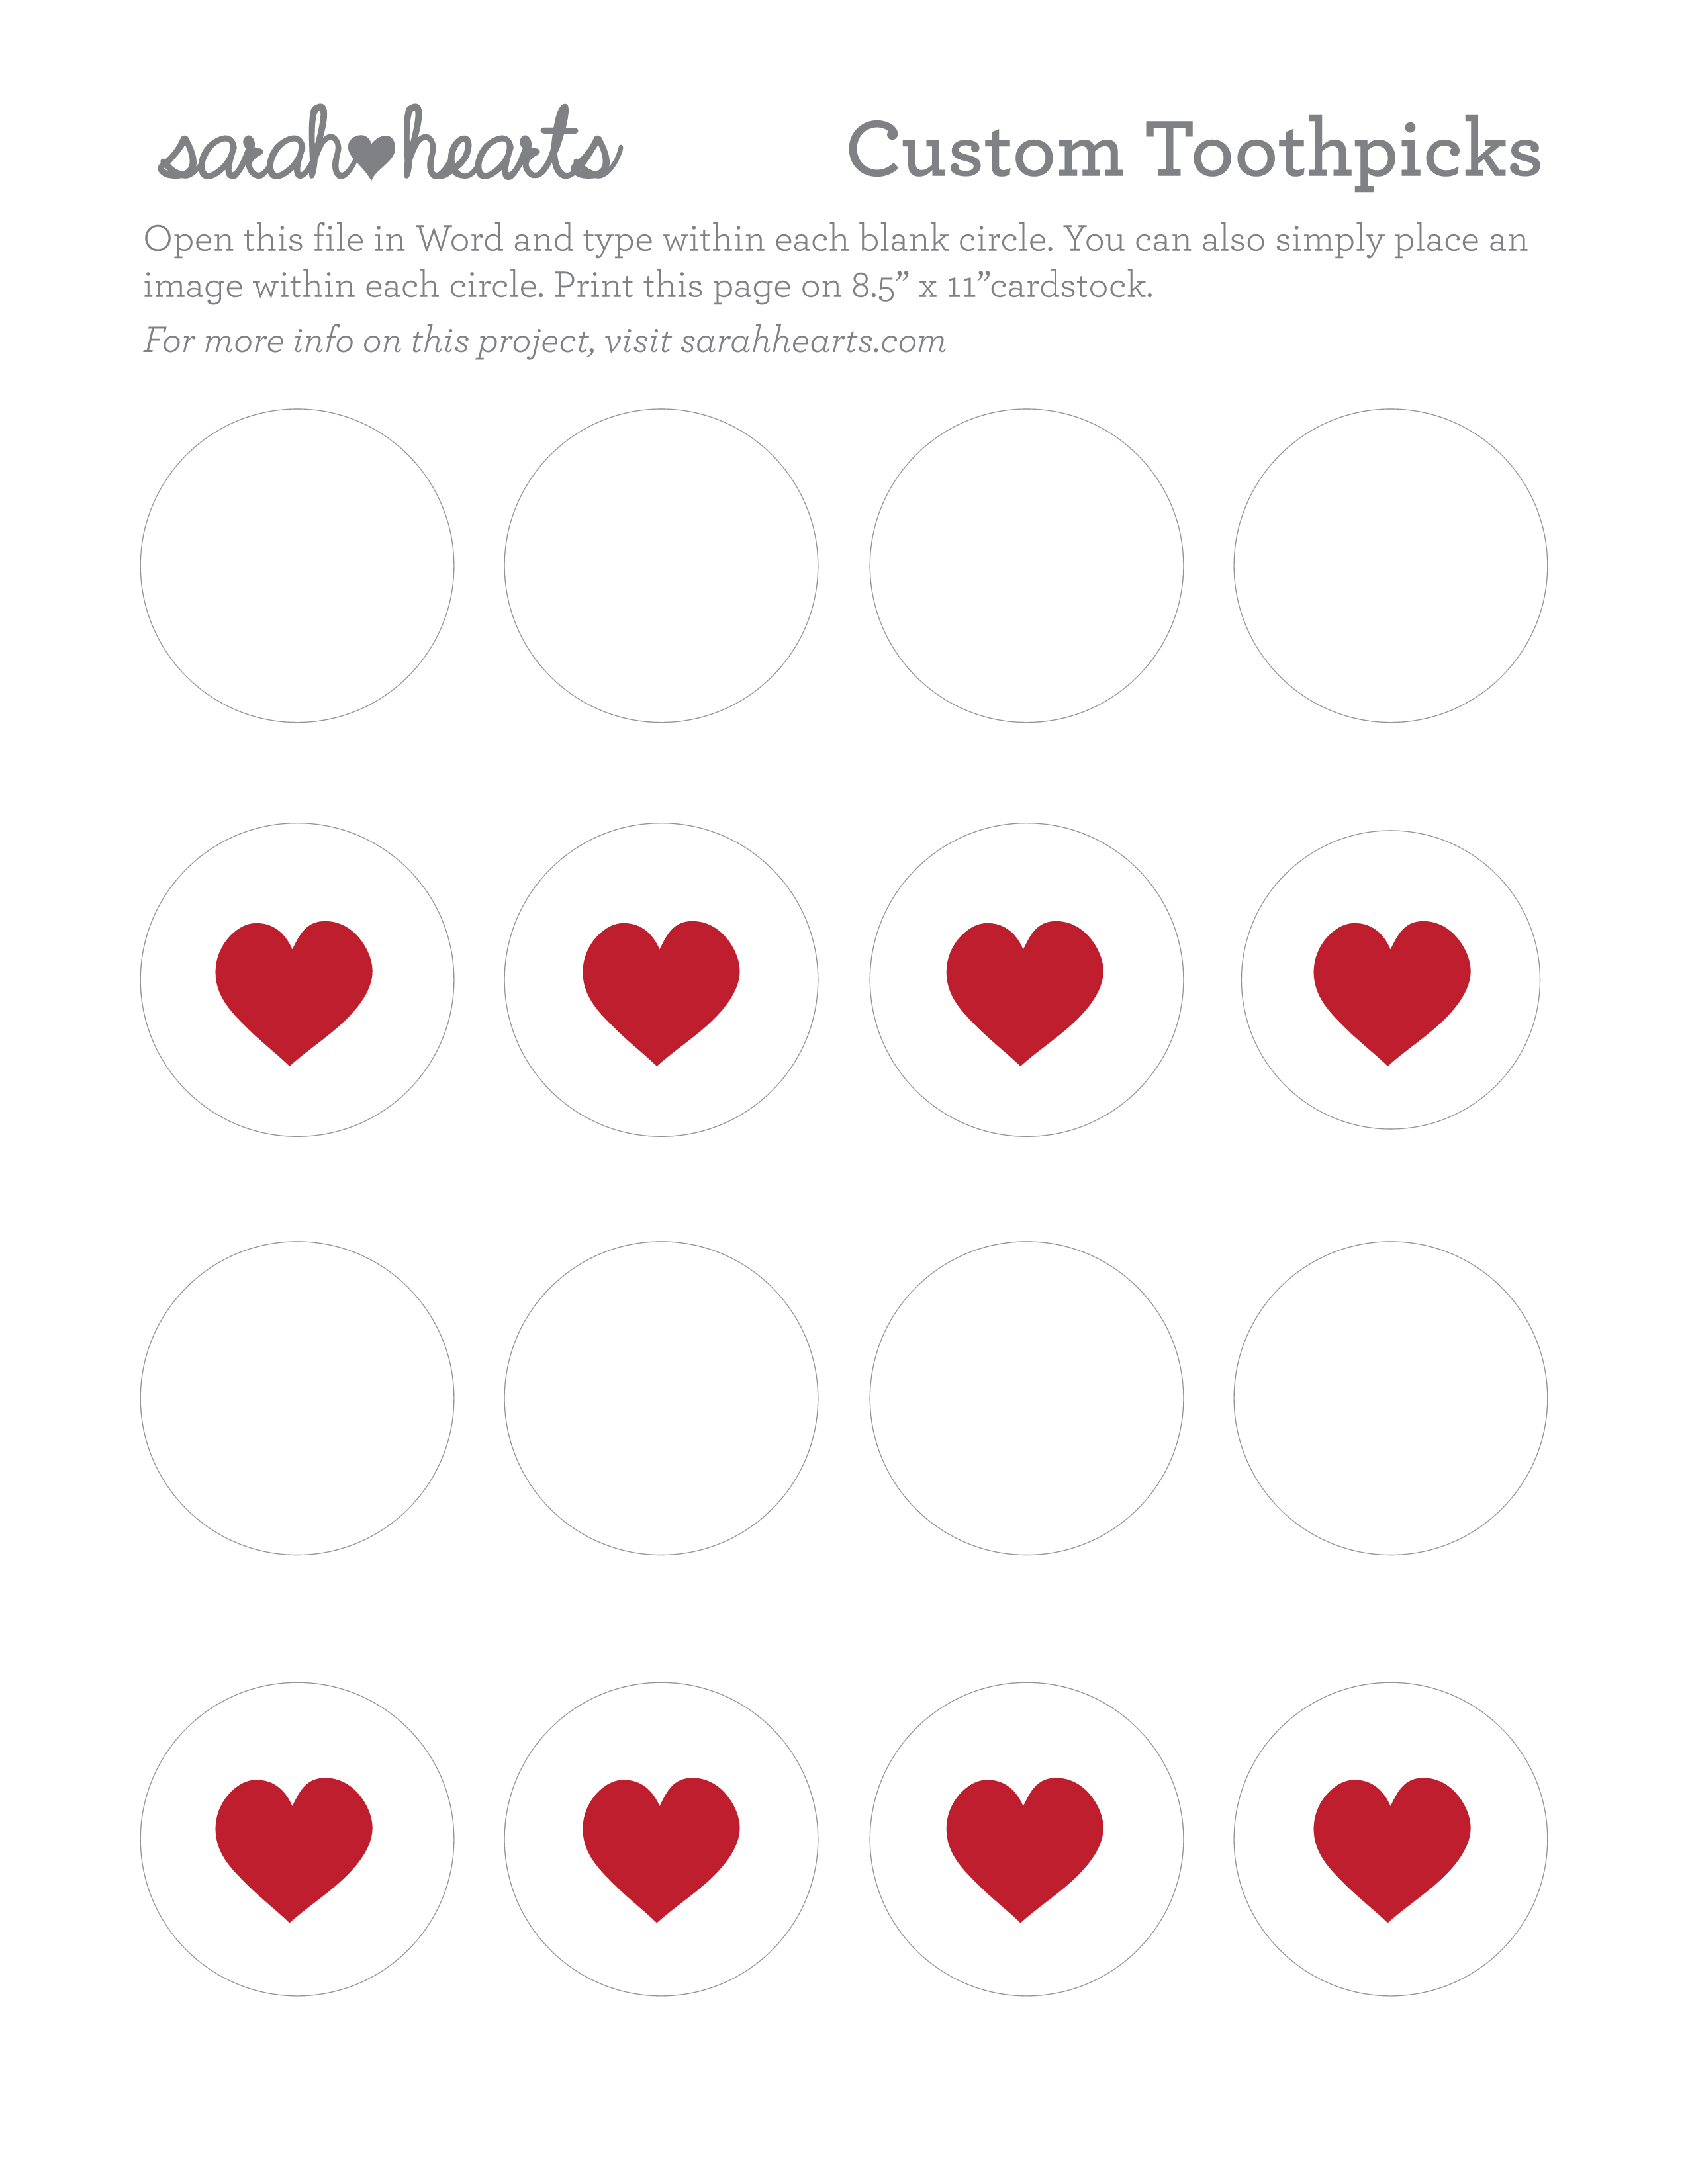 sarah hearts
Custom Toothpicks
Open this file in Word and type within each blank circle. You can also simply place an
image within each circle. Print this page on 8.5” x 11”cardstock.
For more info on this project, visit sarahhearts.com